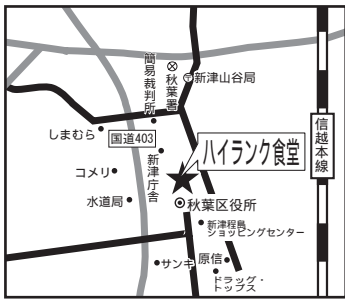 簡易裁判所
秋葉署
新津山谷局
しまむら
国道403
信越本線
新津庁舎
ハイランク食堂
コメリ
水道局
秋葉区役所
新津程島
ショッピングセンター
サンキ
原信
ドラッグ・
トップス